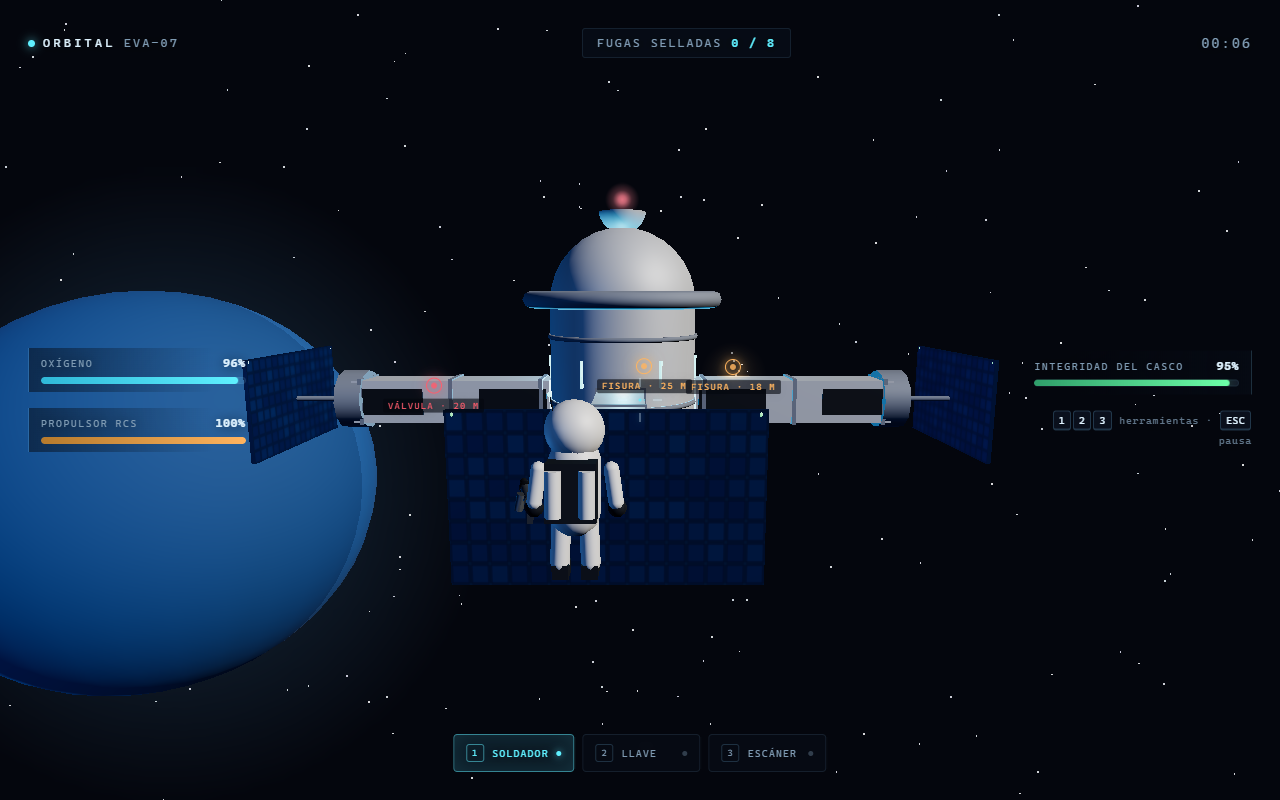 ORBITAL EVA-07
FUGAS SELLADAS 0 / 8
00:06
OXÍGENO 96%
PROPULSOR RCS 100%
INTEGRIDAD DEL CASCO 95%
1 2 3 herramientas · ESC
pausa
FISURA · 25 M
FISURA · 18 M
VÁLVULA · 20 M
1 SOLDADOR
2 LLAVE
3 ESCÁNER